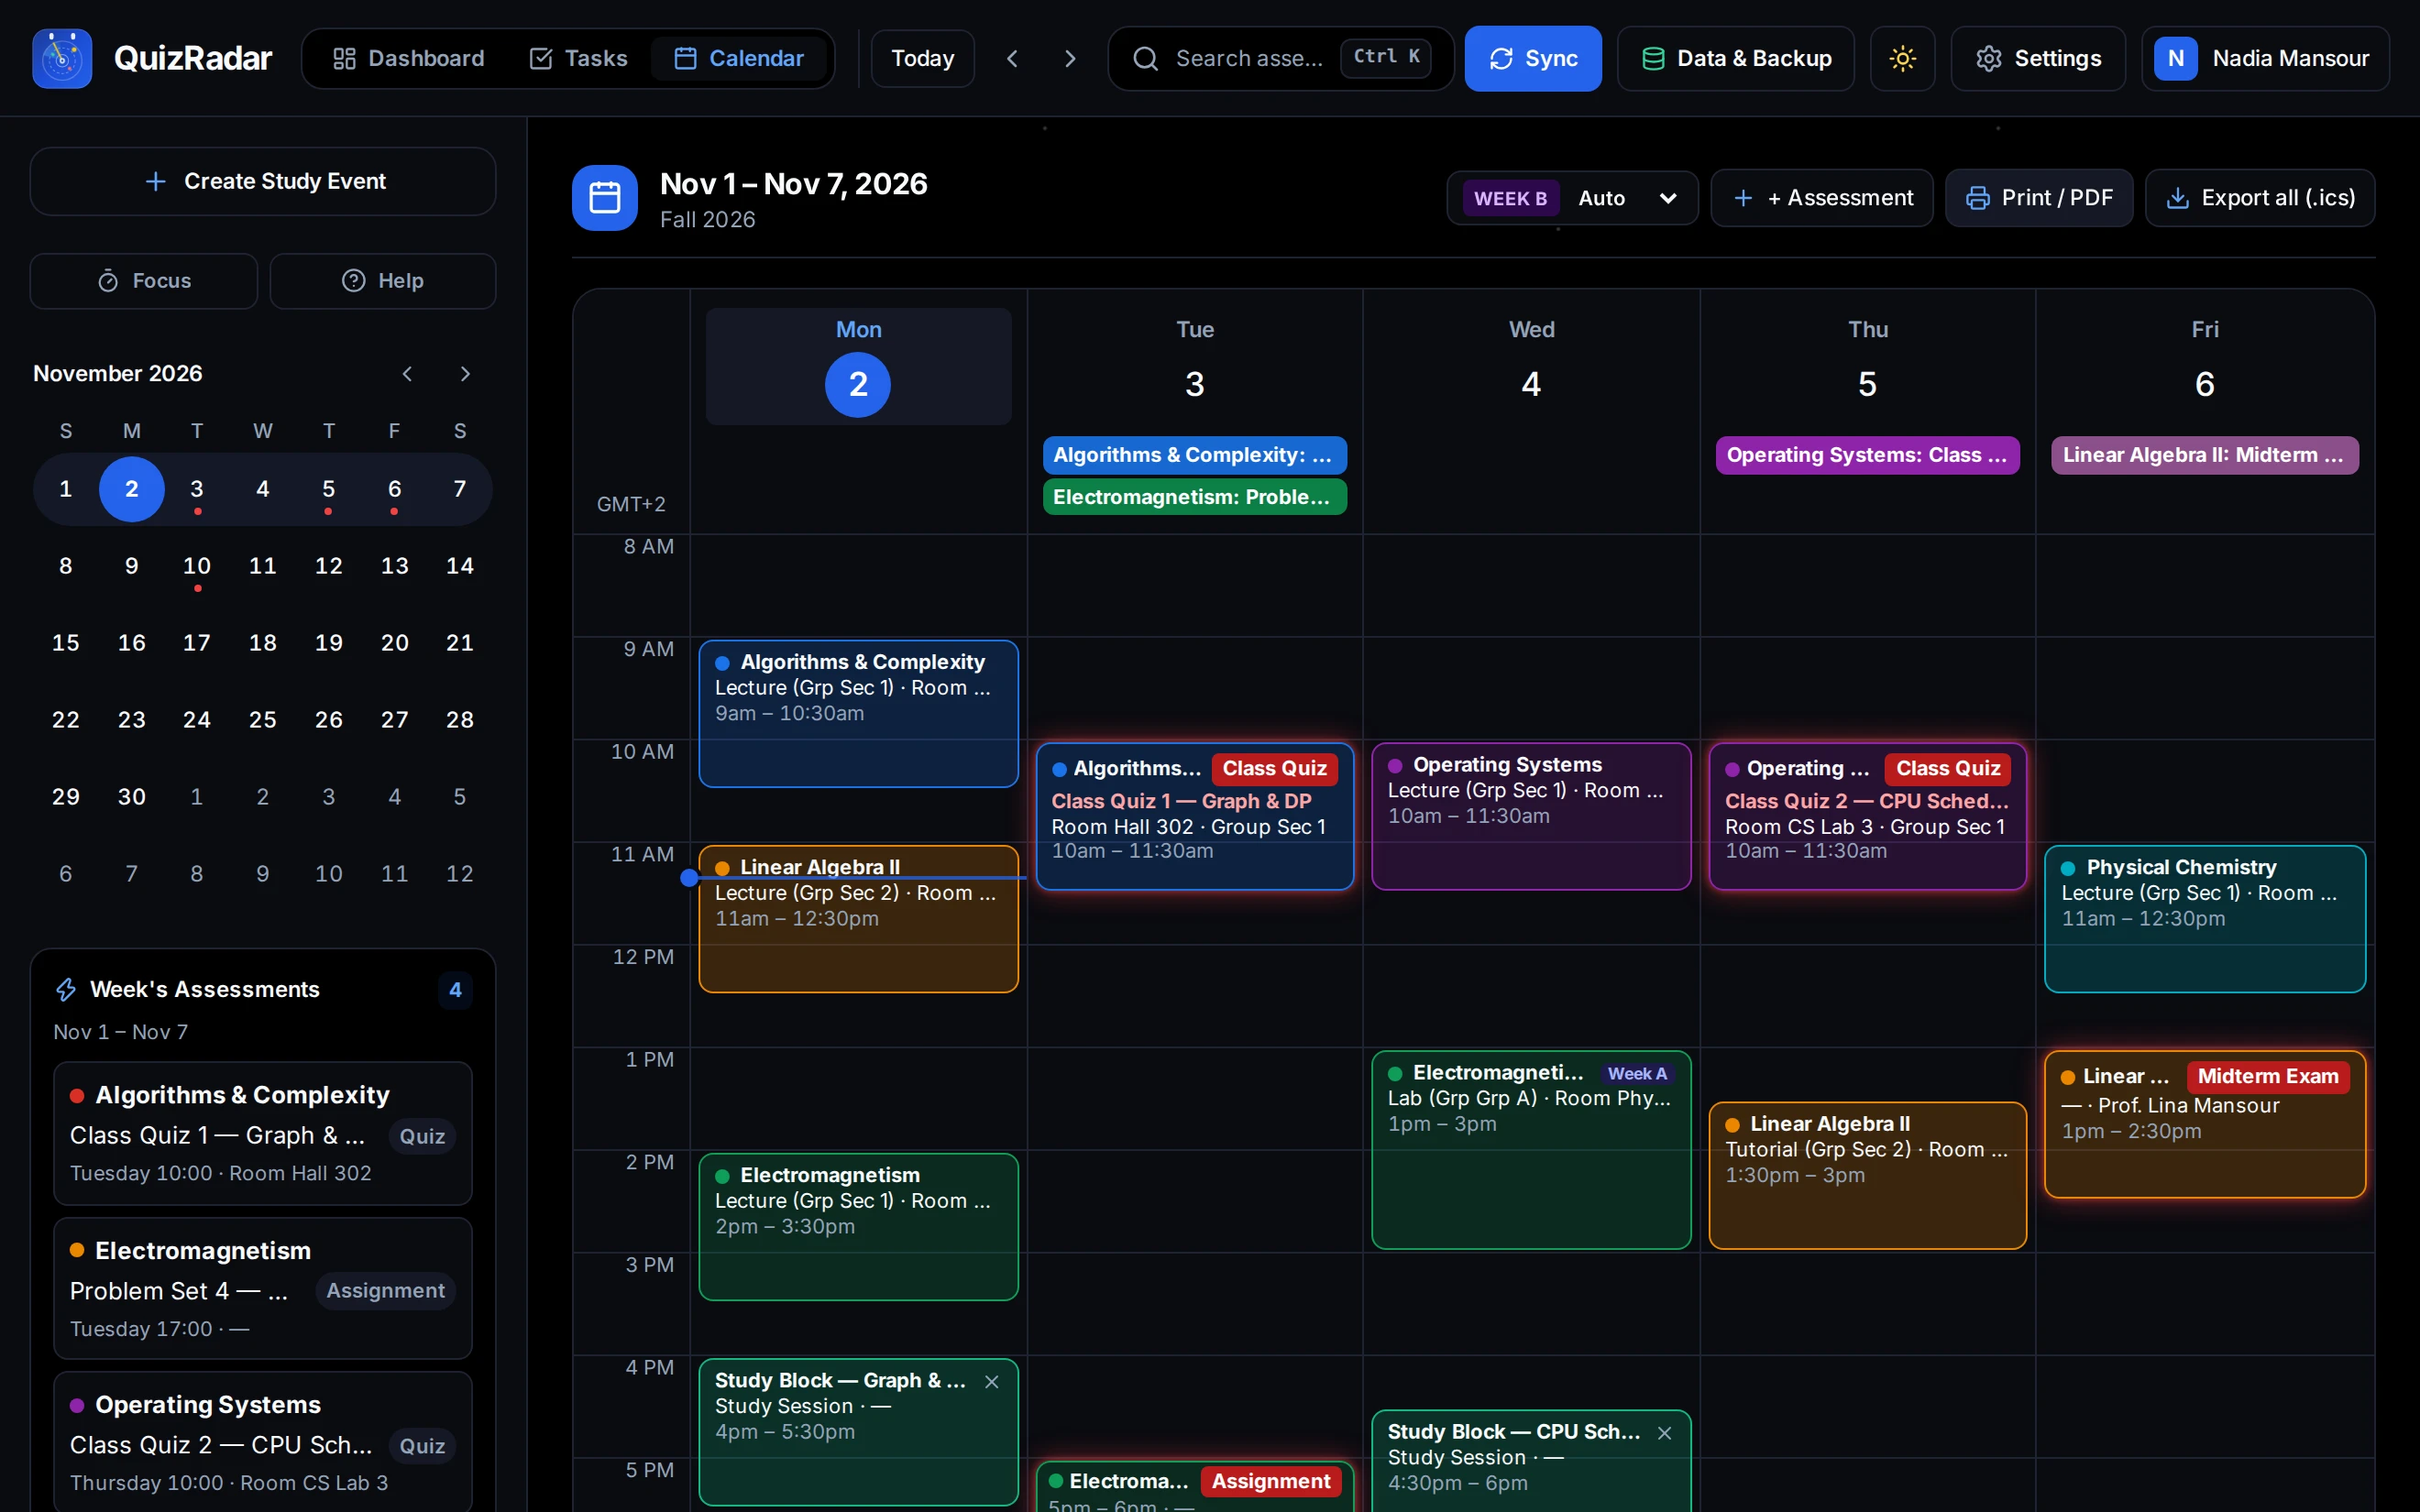 QuizRadar
Dashboard
Tasks
Calendar
Today
Search asse...
Ctrl K
Sync
Data & Backup
Settings
N
Nadia Mansour
Create Study Event
Focus
Help
November 2026
S M T W T F S
1 2 3 4 5 6 7
8 9 10 11 12 13 14
15 16 17 18 19 20 21
22 23 24 25 26 27 28
29 30 1 2 3 4 5
6 7 8 9 10 11 12
Week's Assessments
4
Nov 1 – Nov 7
Algorithms & Complexity
Class Quiz 1 — Graph & ...
Quiz
Tuesday 10:00 · Room Hall 302
Electromagnetism
Problem Set 4 — ...
Assignment
Tuesday 17:00 · —
Operating Systems
Class Quiz 2 — CPU Sch...
Quiz
Thursday 10:00 · Room CS Lab 3
Nov 1 – Nov 7, 2026
Fall 2026
WEEK B
Auto
+ Assessment
Print / PDF
Export all (.ics)
GMT+2
Mon
2
Tue
3
Wed
4
Thu
5
Fri
6
Algorithms & Complexity: ...
Electromagnetism: Proble...
Operating Systems: Class ...
Linear Algebra II: Midterm ...
8 AM
9 AM
10 AM
11 AM
12 PM
1 PM
2 PM
3 PM
4 PM
5 PM
Algorithms & Complexity
Lecture (Grp Sec 1) · Room ...
9am – 10:30am
Linear Algebra II
Lecture (Grp Sec 2) · Room ...
11am – 12:30pm
Electromagnetism
Lecture (Grp Sec 1) · Room ...
2pm – 3:30pm
Study Block — Graph & ...
Study Session · —
4pm – 5:30pm
Algorithms...
Class Quiz
Class Quiz 1 — Graph & DP
Room Hall 302 · Group Sec 1
10am – 11:30am
Electroma...
Assignment
5pm – 6pm · —
Operating Systems
Lecture (Grp Sec 1) · Room ...
10am – 11:30am
Electromagneti...
Week A
Lab (Grp Grp A) · Room Phy...
1pm – 3pm
Study Block — CPU Sch...
Study Session · —
4:30pm – 6pm
Operating ...
Class Quiz
Class Quiz 2 — CPU Sched...
Room CS Lab 3 · Group Sec 1
10am – 11:30am
Linear Algebra II
Tutorial (Grp Sec 2) · Room ...
1:30pm – 3pm
Physical Chemistry
Lecture (Grp Sec 1) · Room ...
11am – 12:30pm
Linear ...
Midterm Exam
— · Prof. Lina Mansour
1pm – 2:30pm